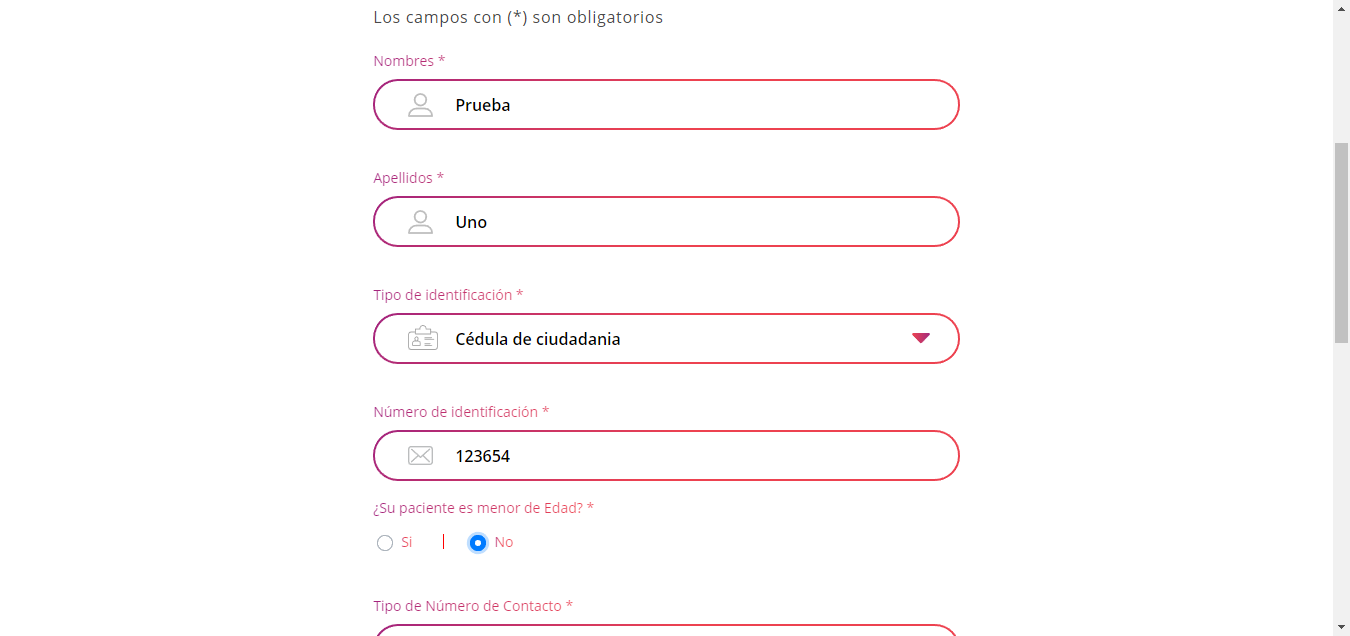 Los campos con (*) son obligatorios
Nombres *
Prueba
Apellidos *
Uno
Tipo de identificación *
Cédula de ciudadania
Número de identificación *
123654
¿Su paciente es menor de Edad? *
Si | No
Tipo de Número de Contacto *